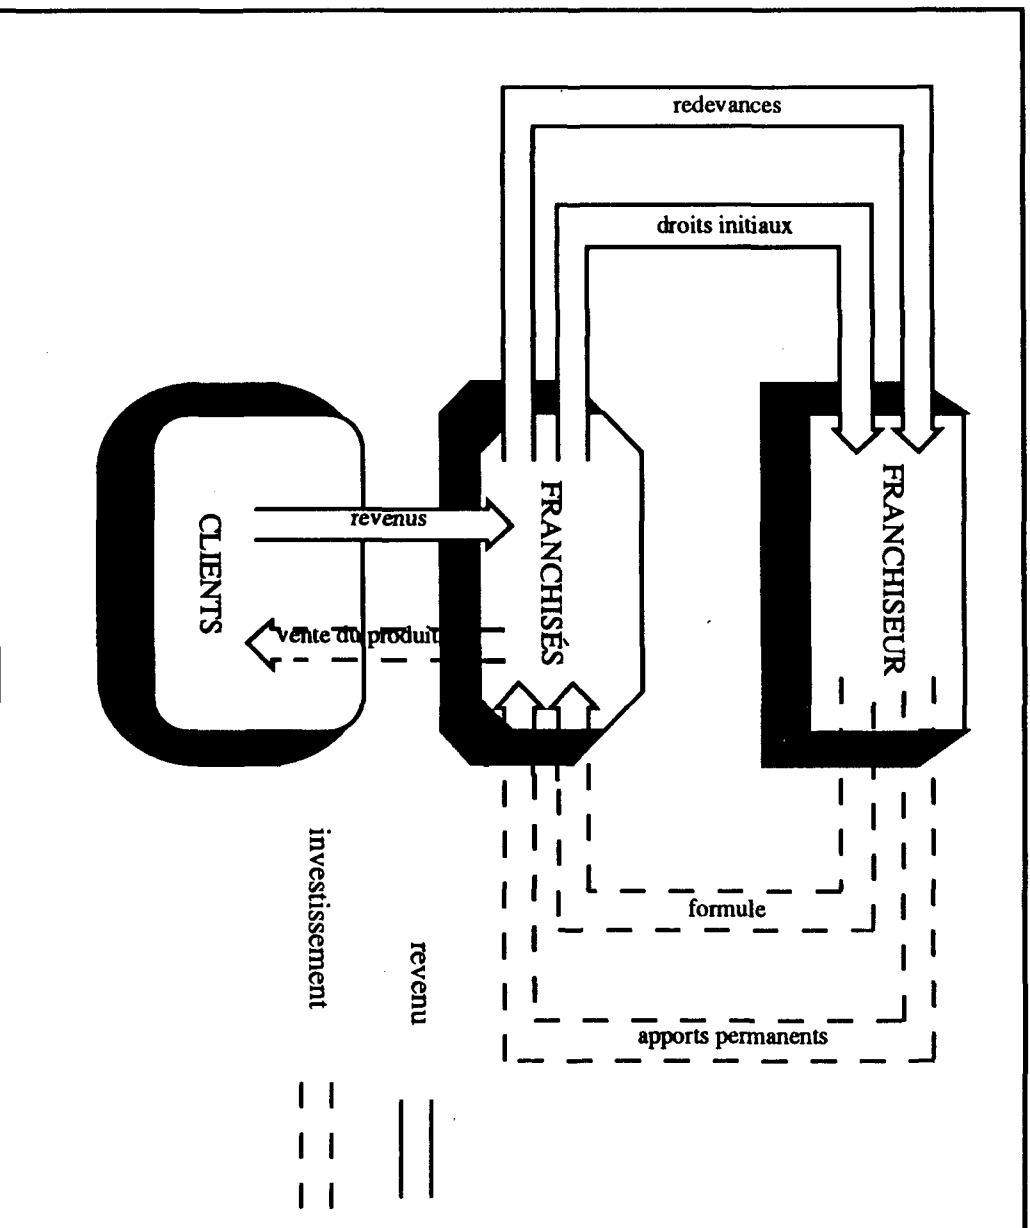 redevances
droits initiaux
FRANCHISEUR
FRANCHISÉS
CLIENTS
revenus
vente du produit
formule
apports permanents
investissement
revenu